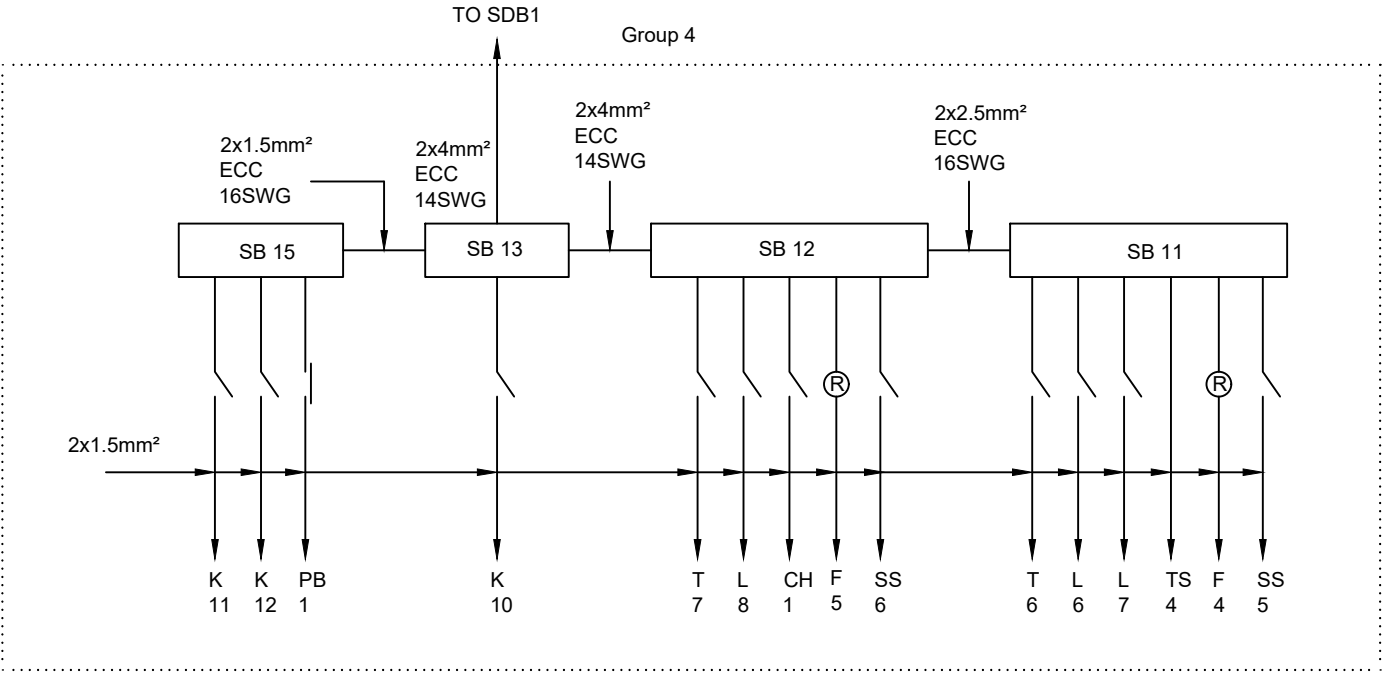 TO SDB1
Group 4
2x1.5mm²
ECC
16SWG
2x4mm²
ECC
14SWG
2x4mm²
ECC
14SWG
2x2.5mm²
ECC
16SWG
SB 15
SB 13
SB 12
SB 11
R
R
2x1.5mm²
K
11
K
12
PB
1
K
10
T
7
L
8
CH
1
F
5
SS
6
T
6
L
6
L
7
TS
4
F
4
SS
5